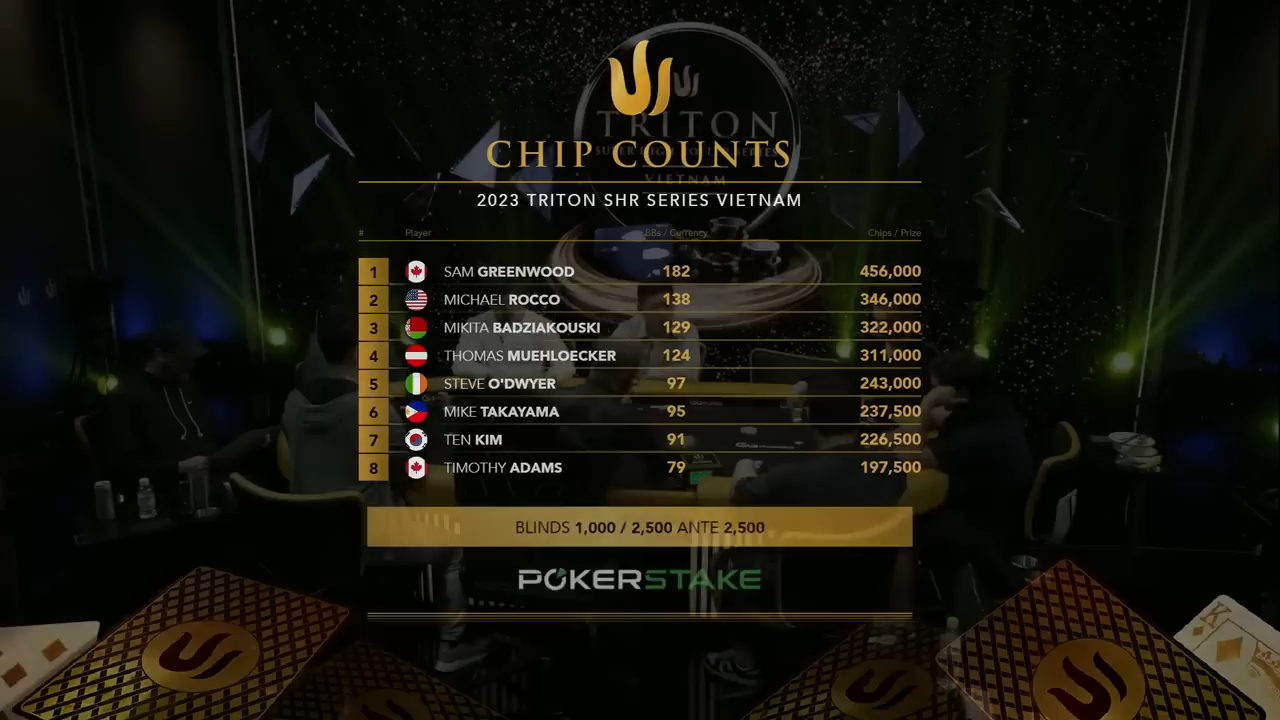 TRITON
CHIP COUNTS
VIETNAM
2023 TRITON SHR SERIES VIETNAM
# Player BBs / Currency Chips / Prize
1 SAM GREENWOOD 182 456,000
2 MICHAEL ROCCO 138 346,000
3 MIKITA BADZIAKOUSKI 129 322,000
4 THOMAS MUEHLOECKER 124 311,000
5 STEVE O'DWYER 97 243,000
6 MIKE TAKAYAMA 95 237,500
7 TEN KIM 91 226,500
8 TIMOTHY ADAMS 79 197,500
BLINDS 1,000 / 2,500 ANTE 2,500
POKERSTAKE
K